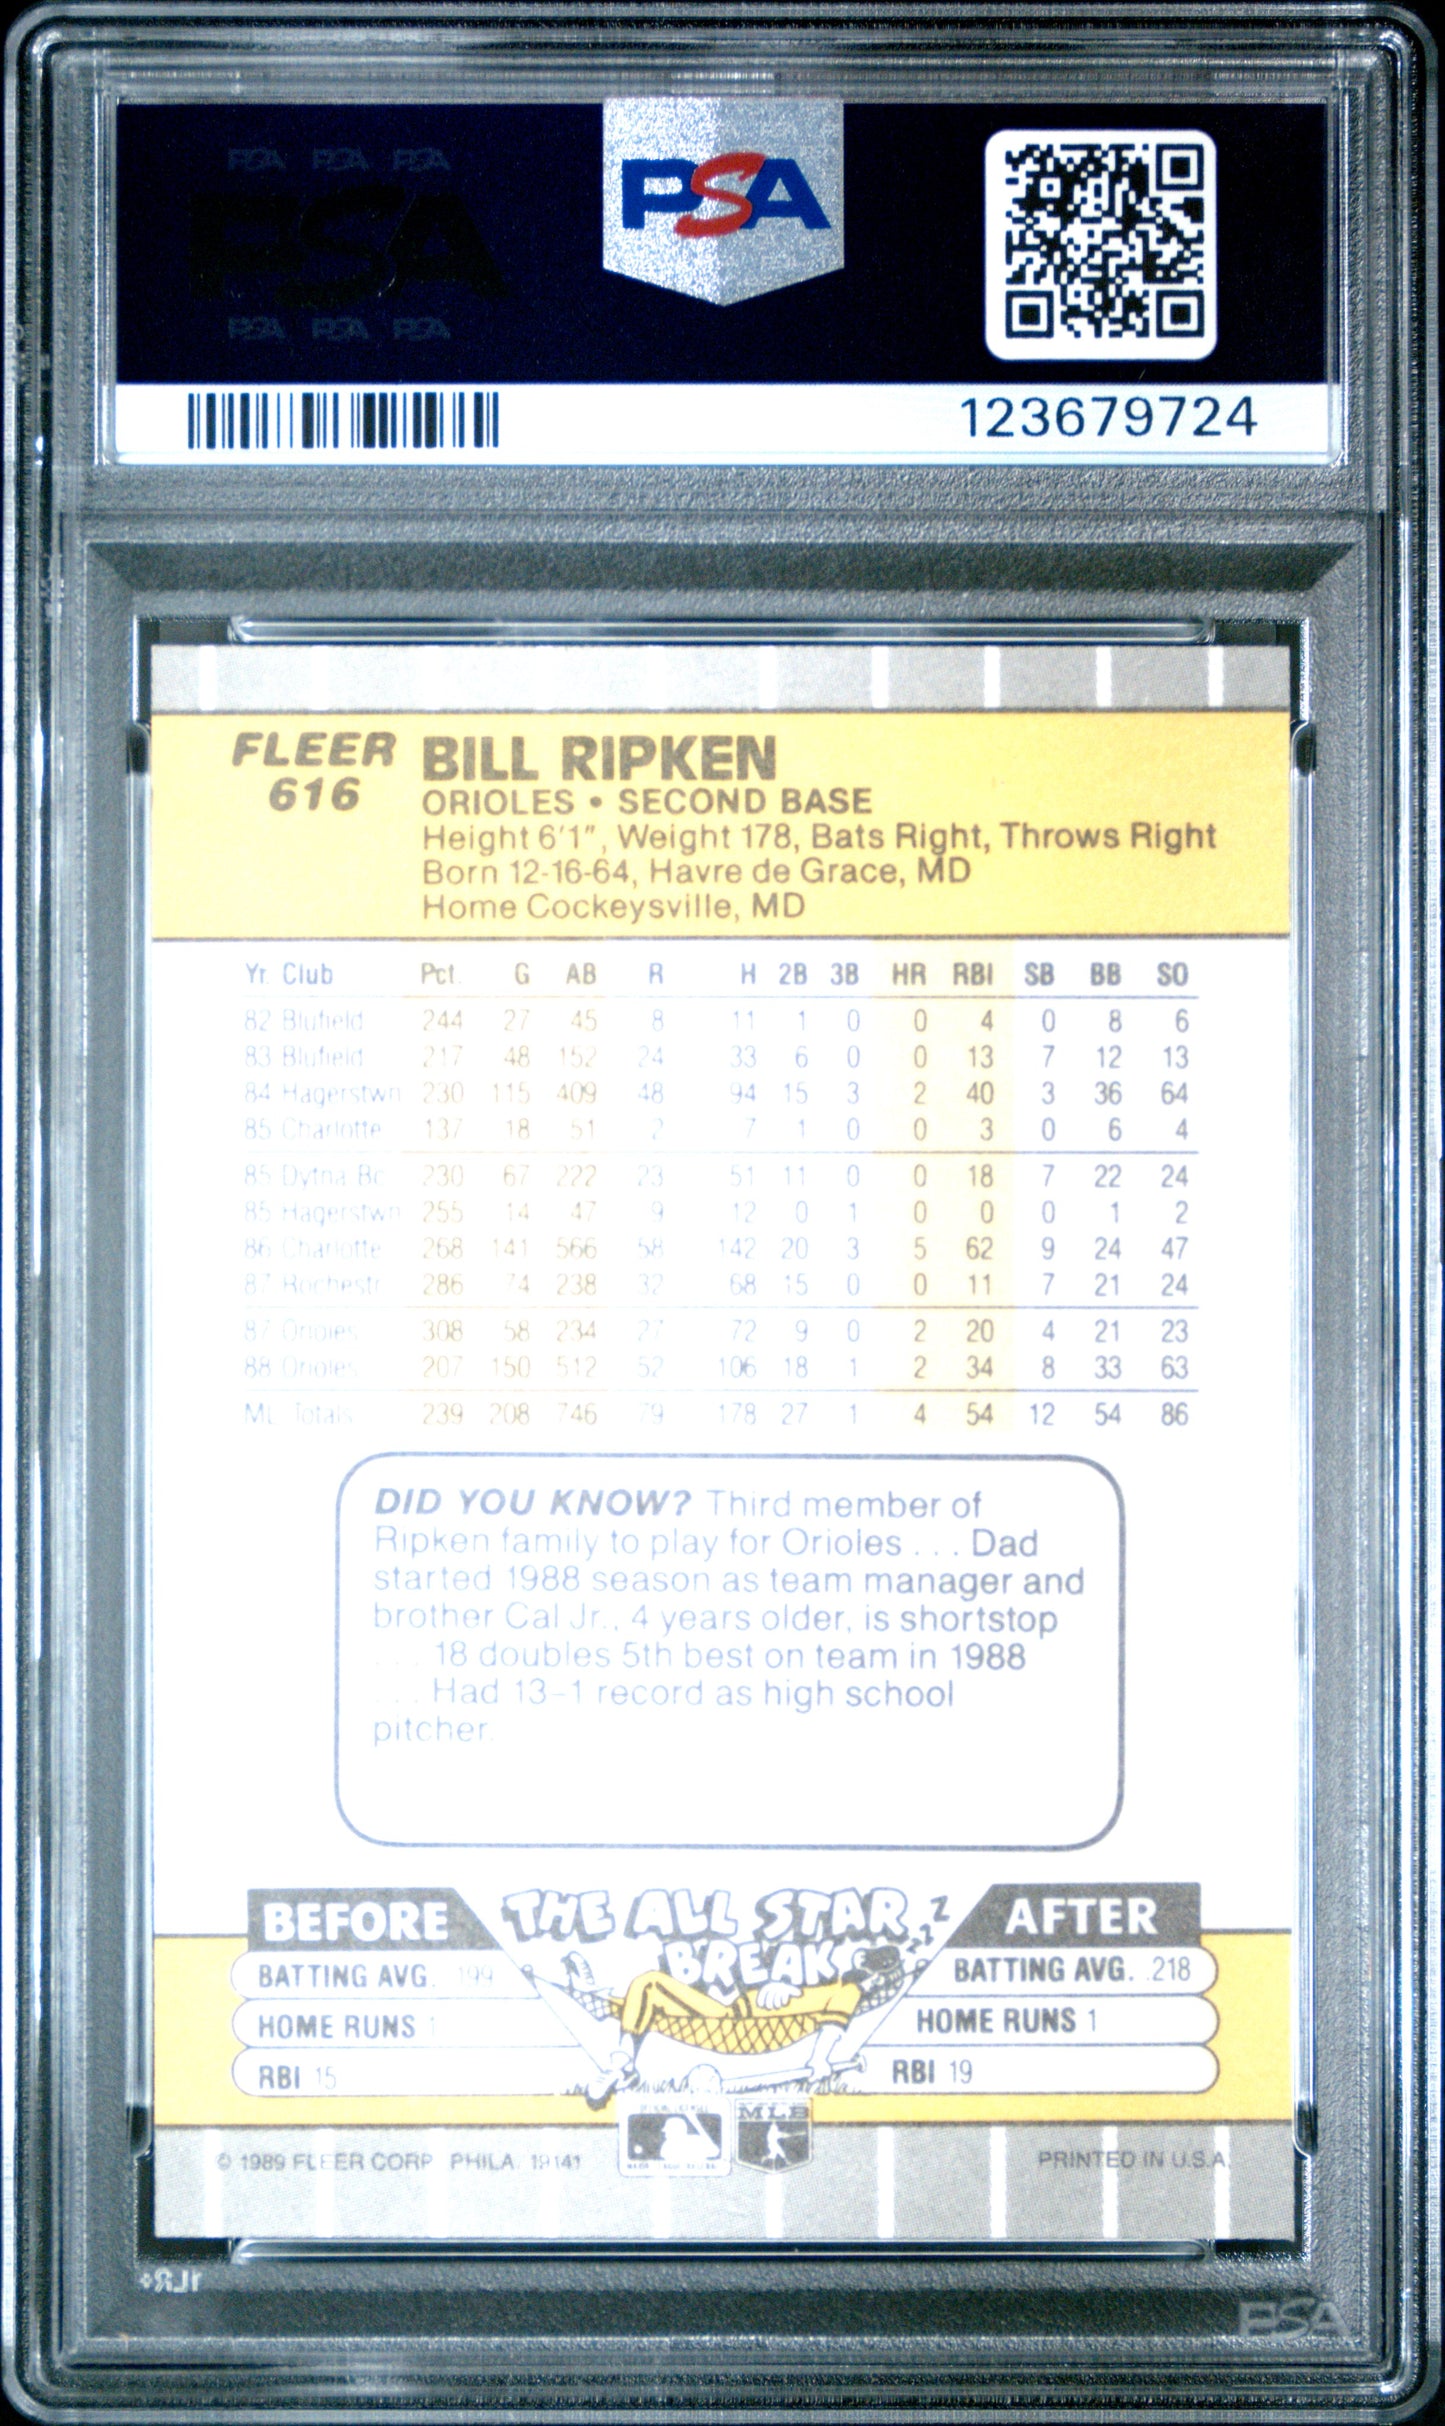 PSA PSA PSA
PSA
PSA PSA PSA
PSA
123679724
FLEER
616
BILL RIPKEN
ORIOLES • SECOND BASE
Height 6'1", Weight 178, Bats Right, Throws Right
Born 12-16-64, Havre de Grace, MD
Home Cockeysville, MD
Yr. Club Pct. G AB R H 2B 3B HR RBI SB BB SO
82 Blufield 244 27 45 8 11 1 0 0 4 0 8 6
83 Blufield 217 48 152 24 33 6 0 0 13 7 12 13
84 Hagerstwn 230 115 409 48 94 15 3 2 40 3 36 64
85 Charlotte 137 18 51 2 7 1 0 0 3 0 6 4
85 Dytna Bc 230 67 222 23 51 11 0 0 18 7 22 24
85 Hagerstwn 255 14 47 9 12 0 1 0 0 0 1 2
86 Charlotte 268 141 566 58 142 20 3 5 62 9 24 47
87 Rochestr 286 74 238 32 68 15 0 0 11 7 21 24
87 Orioles 308 58 234 27 72 9 0 2 20 4 21 23
88 Orioles 207 150 512 52 106 18 1 2 34 8 33 63
ML Totals 239 208 746 79 178 27 1 4 54 12 54 86
DID YOU KNOW? Third member of
Ripken family to play for Orioles . . . Dad
started 1988 season as team manager and
brother Cal Jr., 4 years older, is shortstop
. . . 18 doubles 5th best on team in 1988
. . . Had 13-1 record as high school
pitcher.
BEFORE THE ALL STAR BREAK AFTER
zzzZ
BATTING AVG. .199 BATTING AVG. .218
HOME RUNS 1 HOME RUNS 1
RBI 15 RBI 19
MLB
© 1989 FLEER CORP. PHILA. 19141 PRINTED IN U.S.A.
1LR
PSA